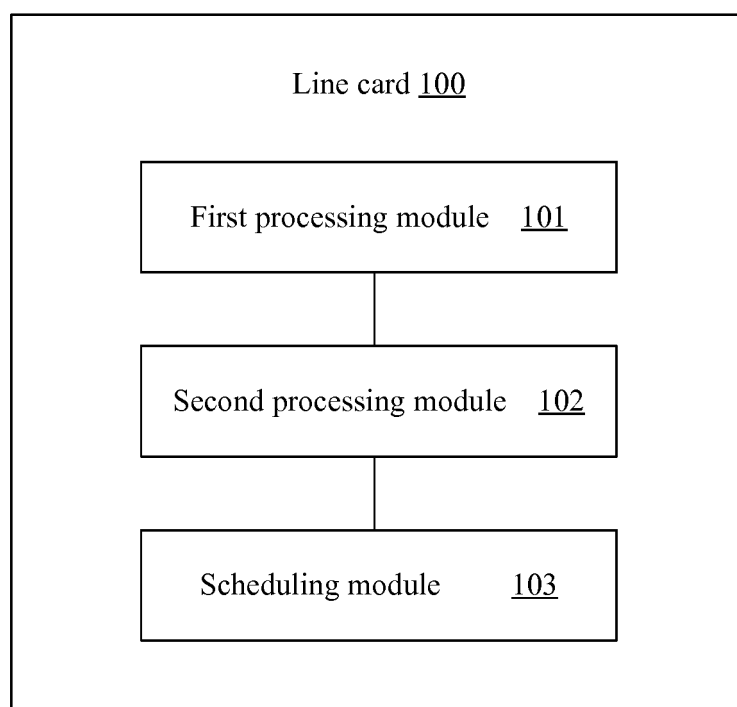 Line card 100
First processing module 101
Second processing module 102
Scheduling module 103